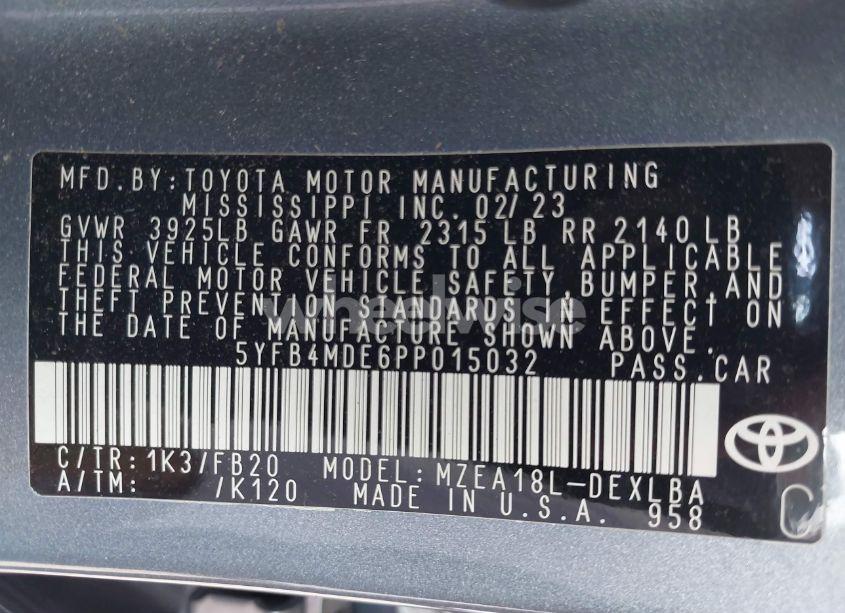 MFD.BY:TOYOTA MOTOR MANUFACTURING
MISSISSIPPI INC. 02/23
GVWR 3925LB GAWR FR 2315 LB RR 2140 LB
THIS VEHICLE CONFORMS TO ALL APPLICABLE
FEDERAL MOTOR VEHICLE SAFETY,BUMPER,AND
THEFT PREVENTION STANDARDS IN EFFECT ON
THE DATE OF MANUFACTURE SHOWN ABOVE.
wheelwise
5YFB4MDE6PP015032 PASS.CAR
C/TR: 1K3/FB20 MODEL: MZEA18L-DEXLBA
A/TM: /K120 MADE IN U.S.A. 958
C